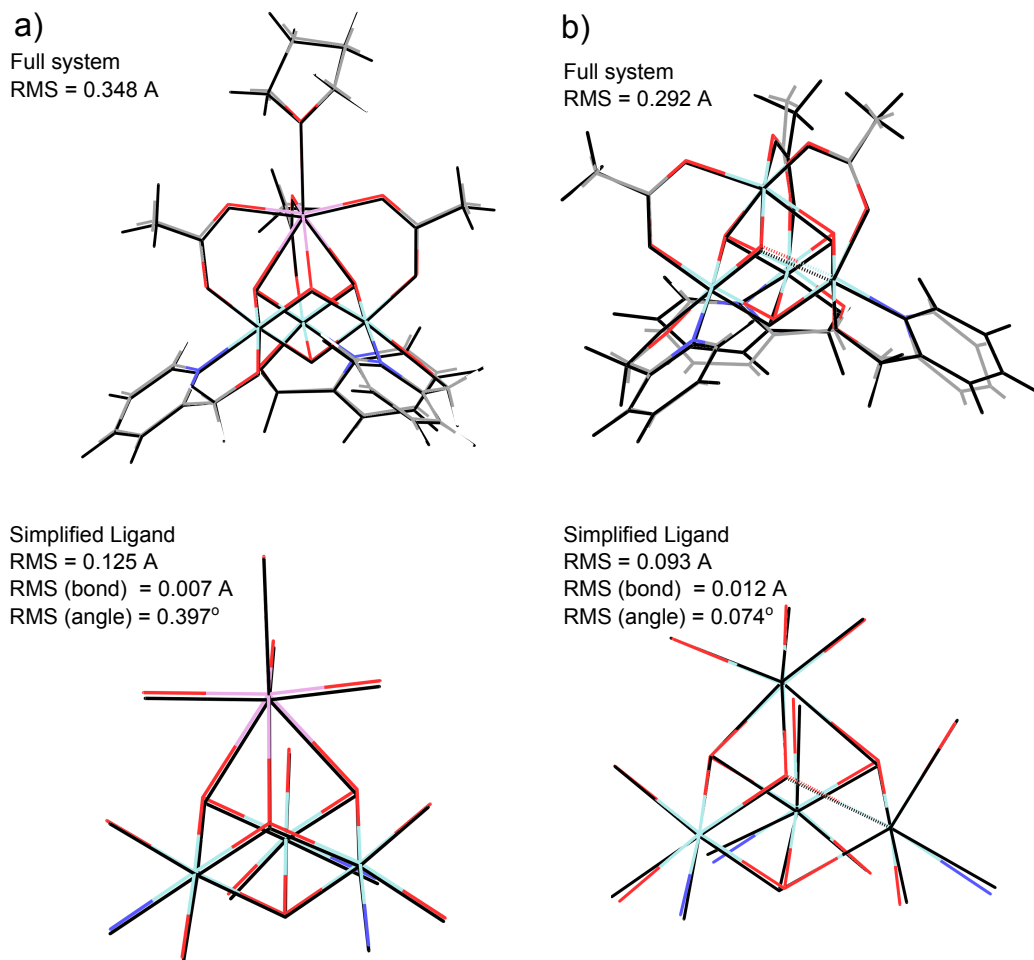 a)
Full system
RMS = 0.348 A
b)
Full system
RMS = 0.292 A
Simplified Ligand
RMS = 0.125 A
RMS (bond)  = 0.007 A
RMS (angle) = 0.397°
Simplified Ligand
RMS = 0.093 A
RMS (bond)  = 0.012 A
RMS (angle) = 0.074°